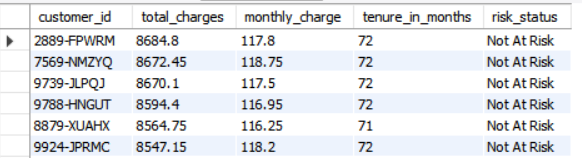 customer_id total_charges monthly_charge tenure_in_months risk_status
2889-FPWRM 8684.8 117.8 72 Not At Risk
7569-NMZYQ 8672.45 118.75 72 Not At Risk
9739-JLPQJ 8670.1 117.5 72 Not At Risk
9788-HNGUT 8594.4 116.95 72 Not At Risk
8879-XUAHX 8564.75 116.25 71 Not At Risk
9924-JPRMC 8547.15 118.2 72 Not At Risk